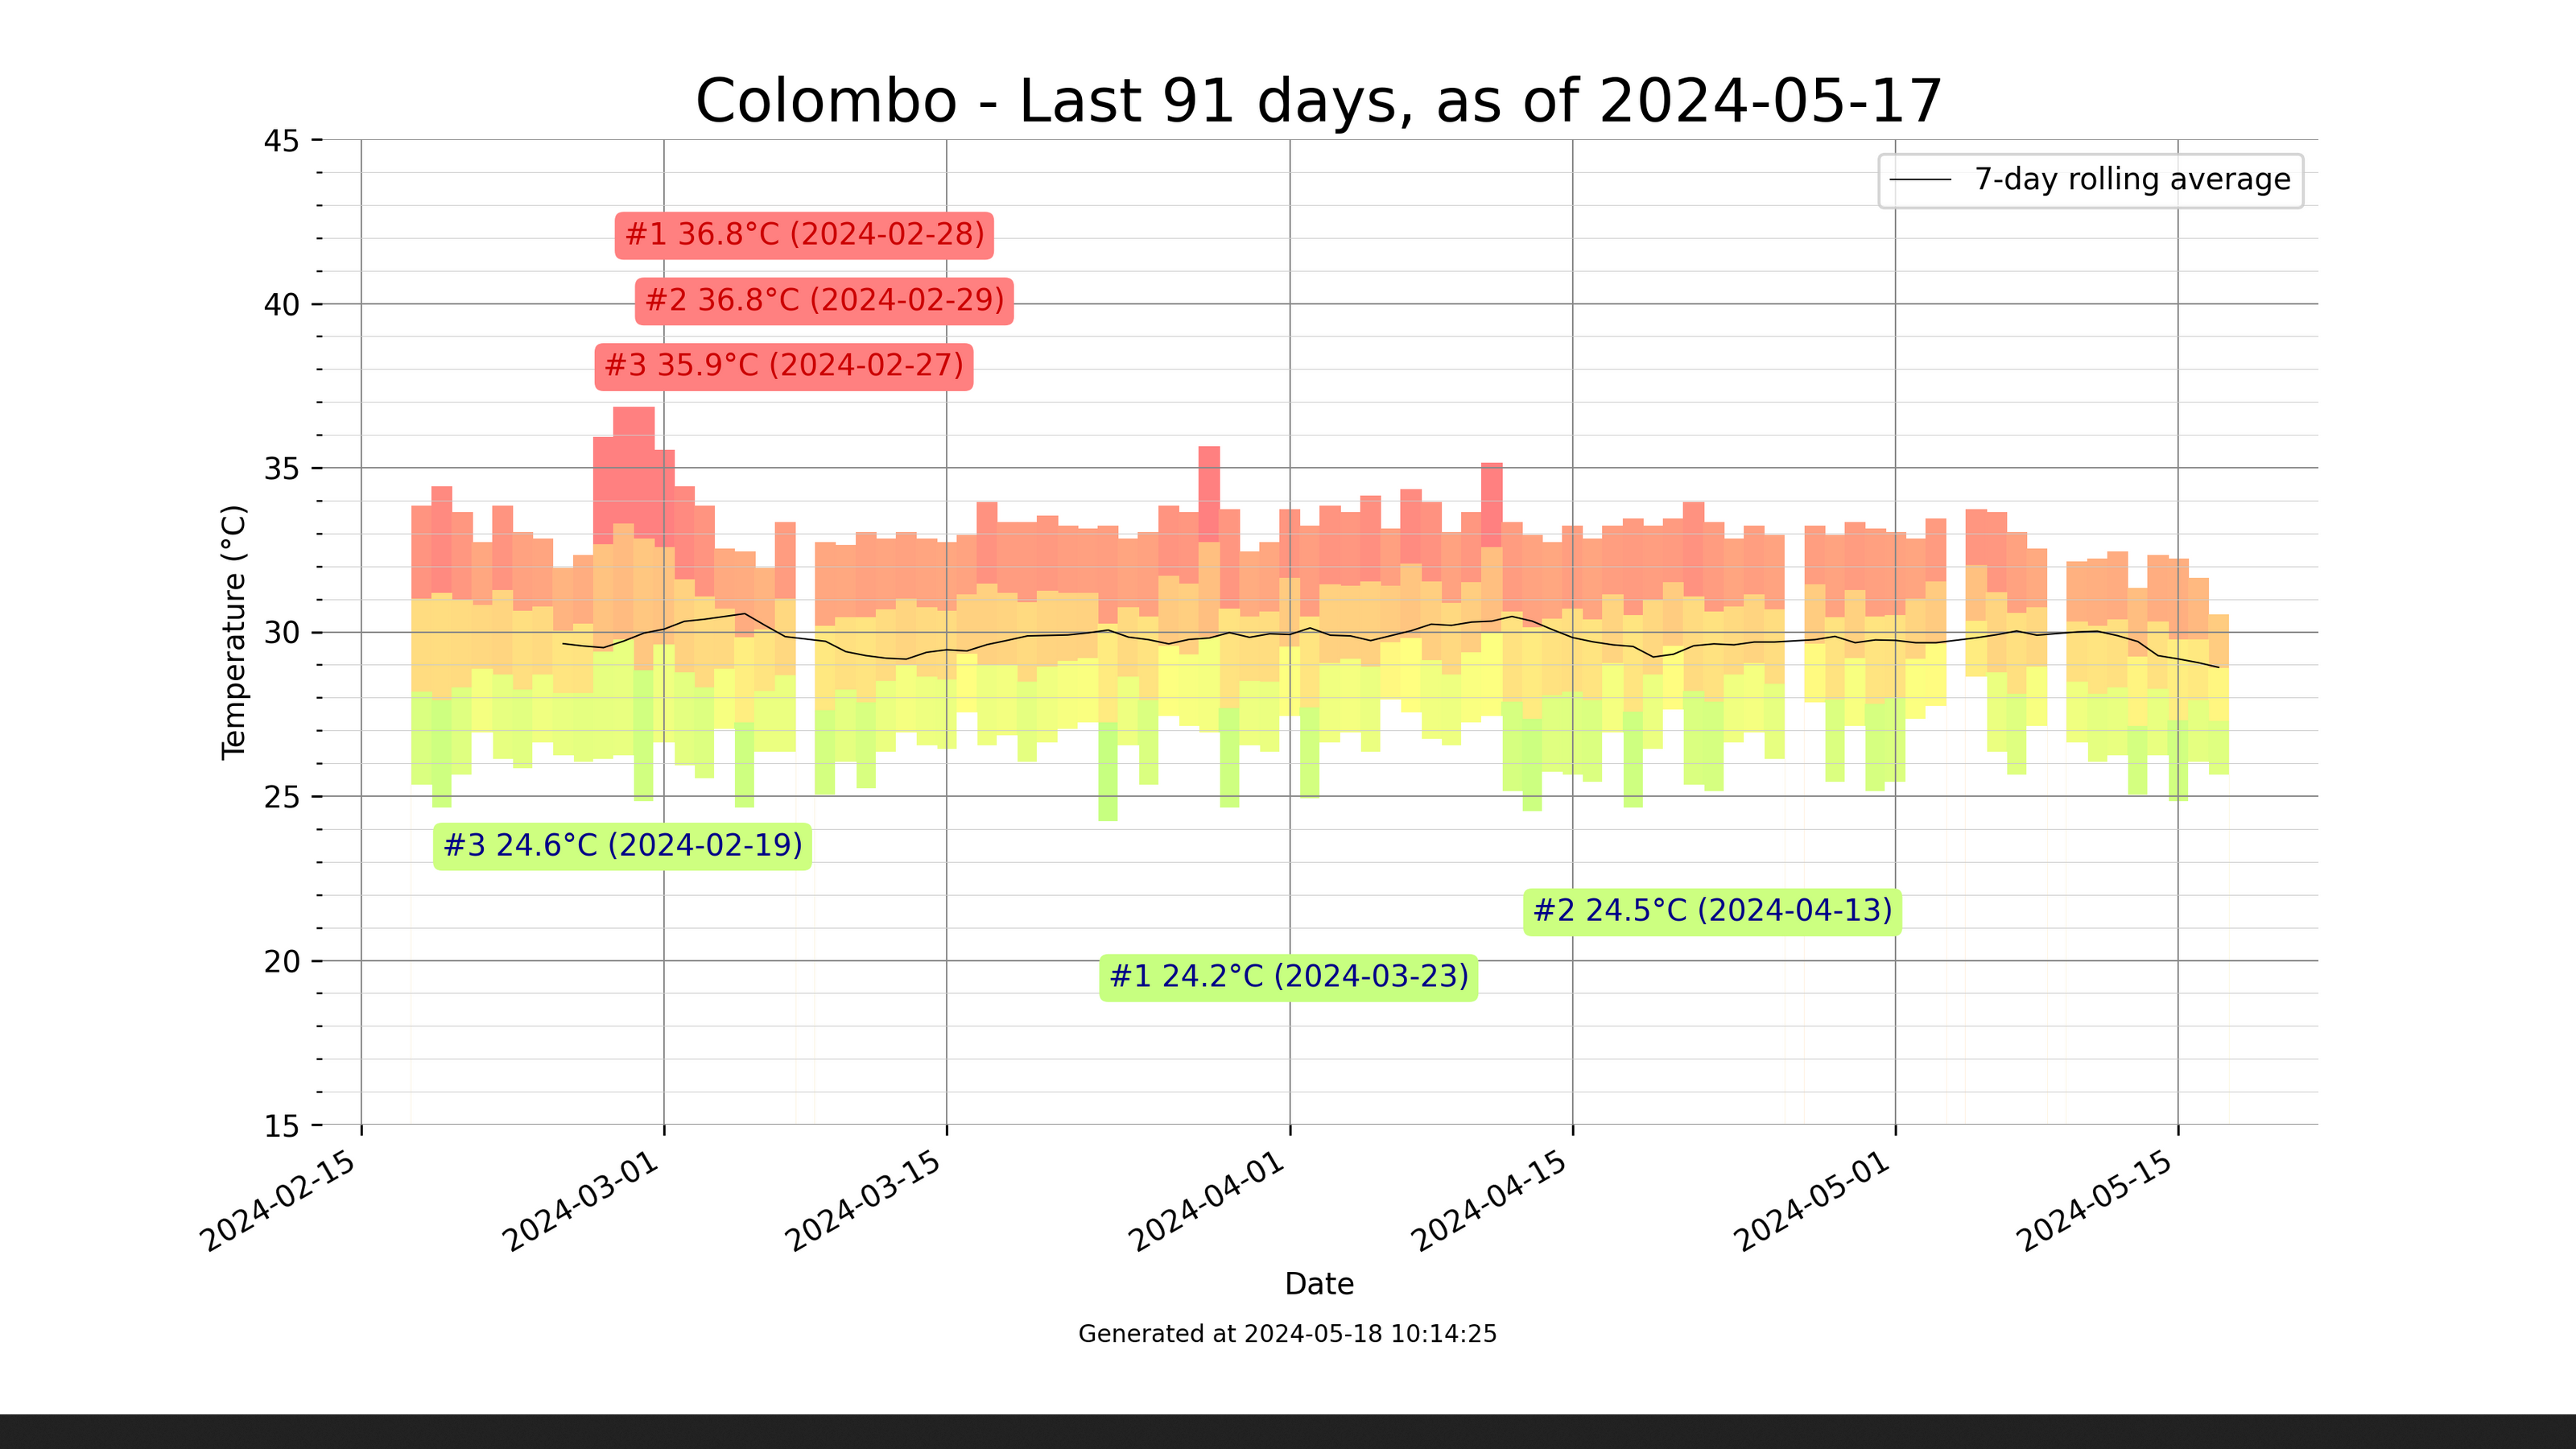 Colombo - Last 91 days, as of 2024-05-17
7-day rolling average
45
40
35
30
25
20
15
Temperature (°C)
#1 36.8°C (2024-02-28)
#2 36.8°C (2024-02-29)
#3 35.9°C (2024-02-27)
#3 24.6°C (2024-02-19)
#2 24.5°C (2024-04-13)
#1 24.2°C (2024-03-23)
2024-02-15
2024-03-01
2024-03-15
2024-04-01
2024-04-15
2024-05-01
2024-05-15
Date
Generated at 2024-05-18 10:14:25